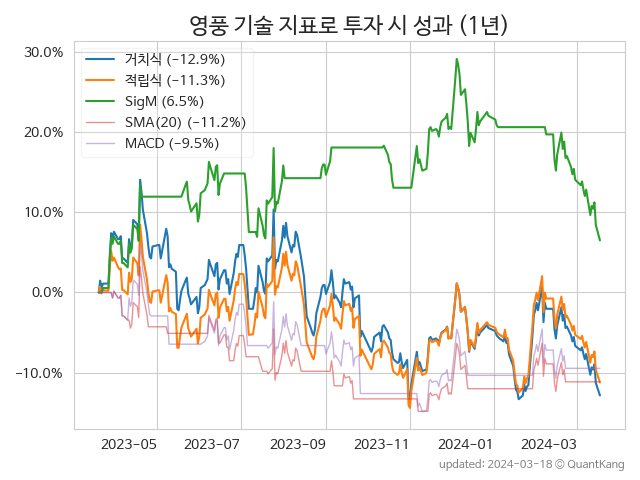 영풍 기술 지표로 투자 시 성과 (1년)
30.0%
20.0%
10.0%
0.0%
−10.0%
거치식 (−12.9%)
적립식 (−11.3%)
SigM (6.5%)
SMA(20) (−11.2%)
MACD (−9.5%)
2023-05 2023-07 2023-09 2023-11 2024-01 2024-03
updated: 2024-03-18 © QuantKang